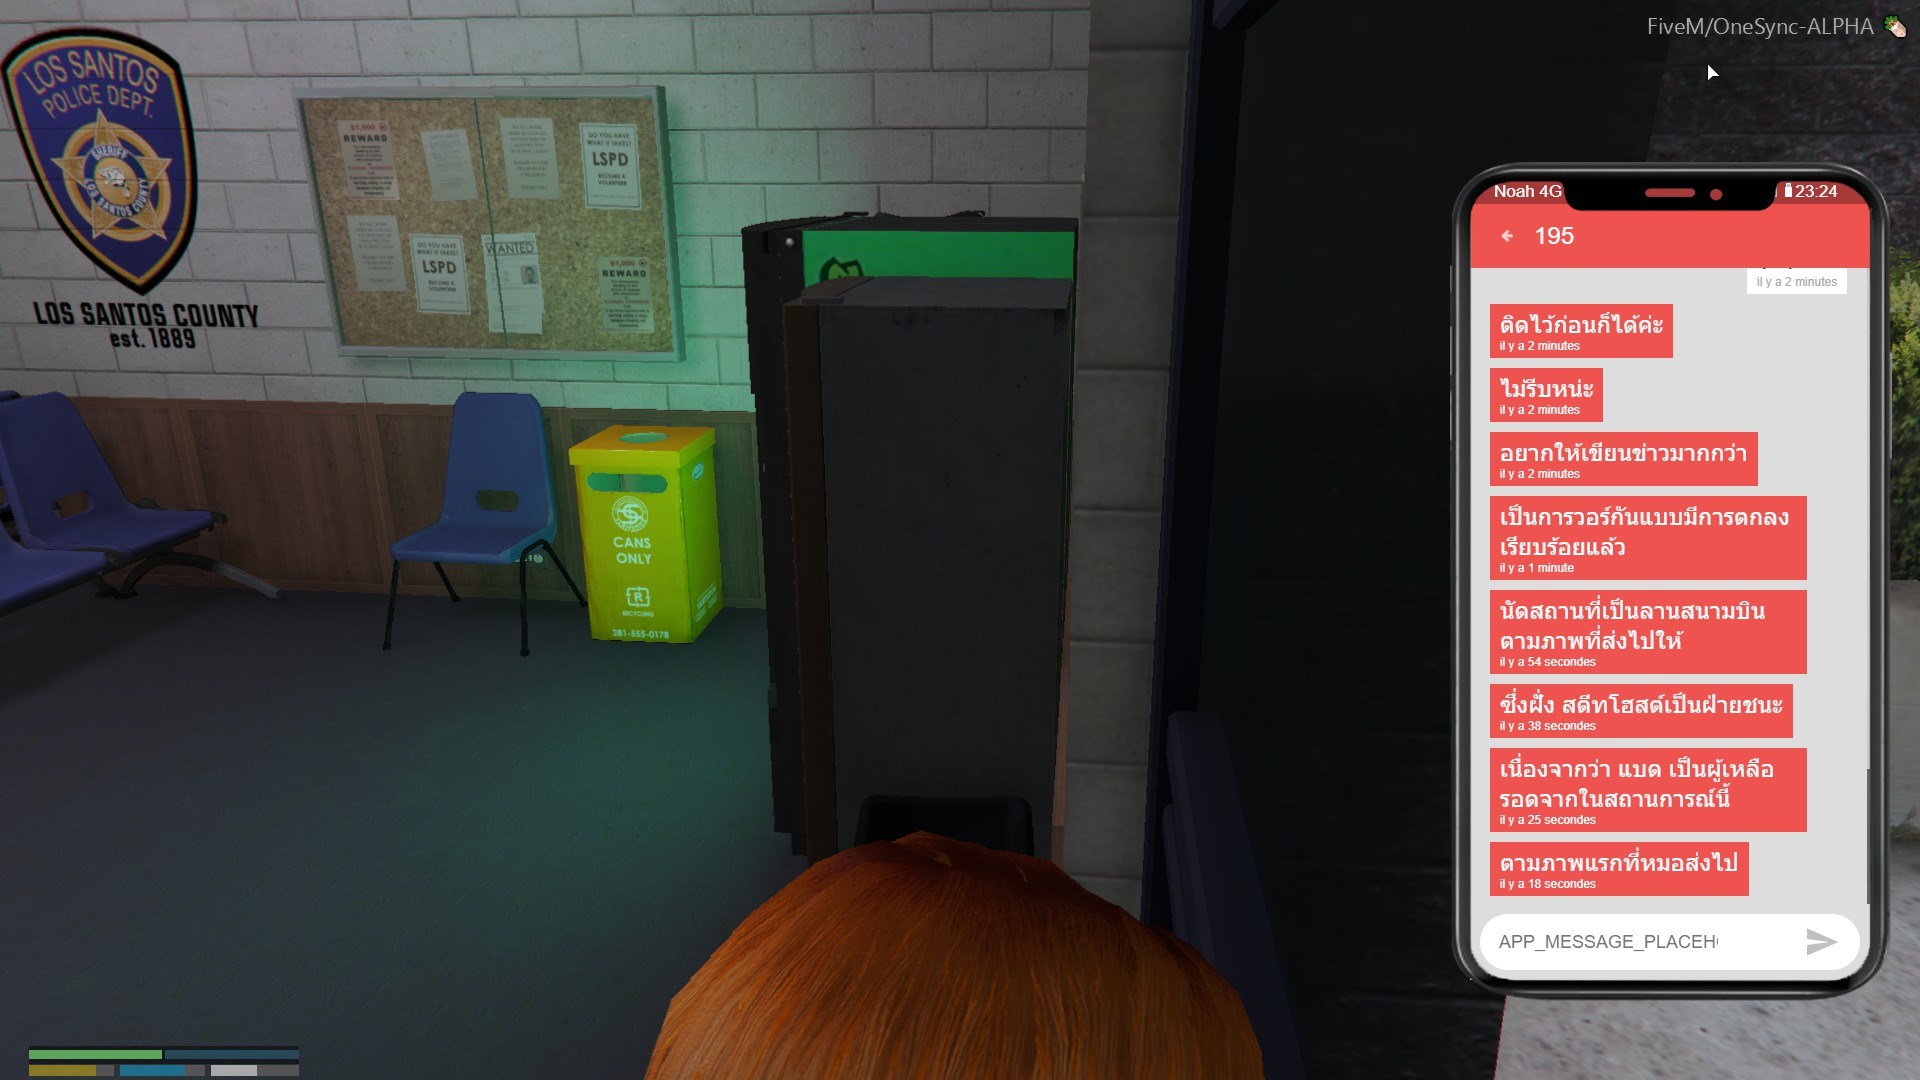 FiveM/OneSync-ALPHA
LOS SANTOS
POLICE DEPT.
SHERIFF
LOS SANTOS COUNTY
LOS SANTOS COUNTY
est. 1889
$1,000
REWARD
DO YOU HAVE
WHAT IT TAKES?
LSPD
BECOME A
VOLUNTEER
DO YOU HAVE
WHAT IT TAKES?
LSPD
BECOME A
VOLUNTEER
WANTED
$1,000
REWARD
CANS
ONLY
R
RECYCLING
281-555-0178
Noah 4G
23:24
195
il y a 2 minutes
ติดไว้ก่อนก็ได้ค่ะ
il y a 2 minutes
ไม่รีบหน่ะ
il y a 2 minutes
อยากให้เขียนข่าวมากกว่า
il y a 2 minutes
เป็นการวอร์กันแบบมีการตกลง
เรียบร้อยแล้ว
il y a 1 minute
นัดสถานที่เป็นลานสนามบิน
ตามภาพที่ส่งไปให้
il y a 54 secondes
ซึ่งฝั่ง สตีทโฮสต์เป็นฝ่ายชนะ
il y a 38 secondes
เนื่องจากว่า แบด เป็นผู้เหลือ
รอดจากในสถานการณ์นี้
il y a 25 secondes
ตามภาพแรกที่หมอส่งไป
il y a 18 secondes
APP_MESSAGE_PLACEH